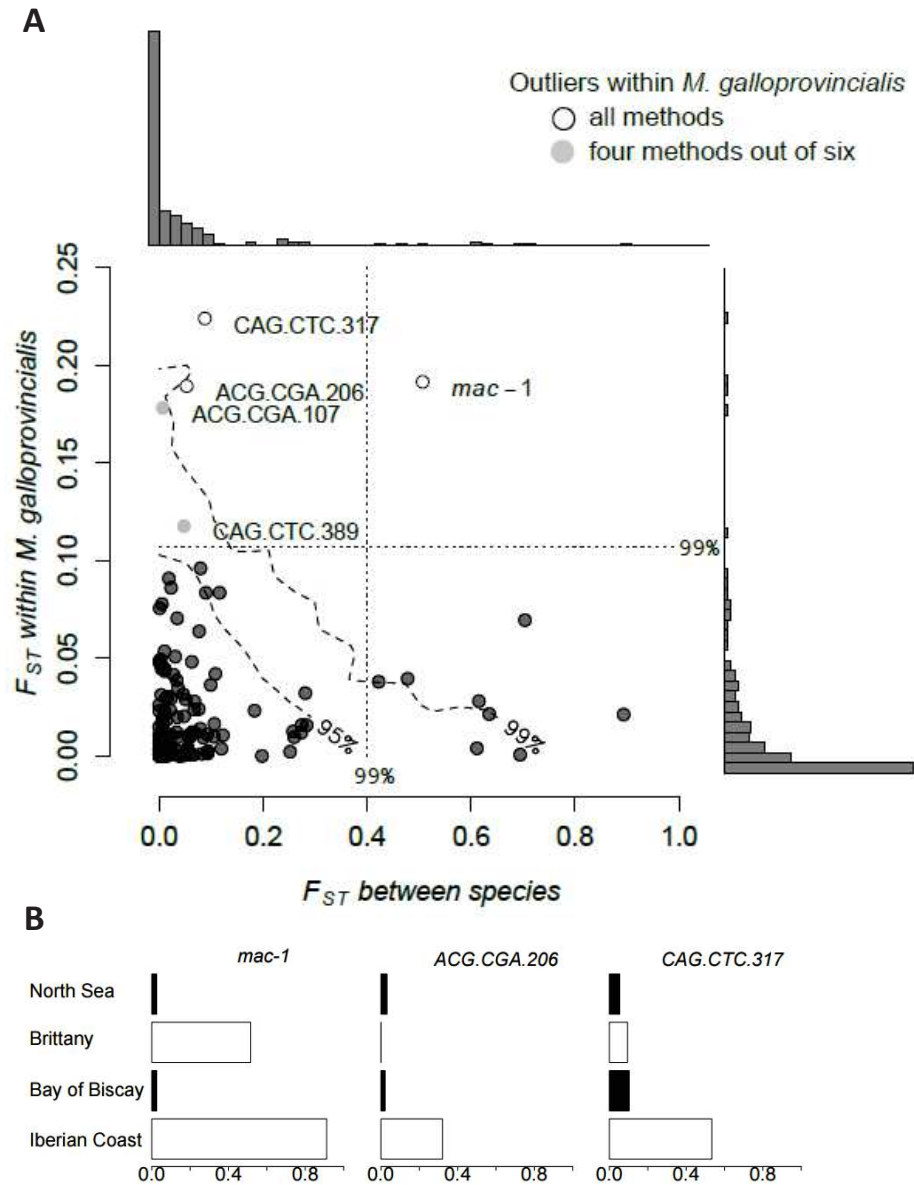 A
Outliers within M. galloprovincialis
all methods
four methods out of six
0.25
0.20
0.15
0.10
0.05
0.00
FST within M. galloprovincialis
CAG.CTC.317
ACG.CGA.206
mac-1
ACG.CGA.107
CAG.CTC.389
99%
95%
99%
99%
0.0 0.2 0.4 0.6 0.8 1.0
FST between species
B
mac-1 ACG.CGA.206 CAG.CTC.317
North Sea
Brittany
Bay of Biscay
Iberian Coast
0.0 0.4 0.8 0.0 0.4 0.8 0.0 0.4 0.8